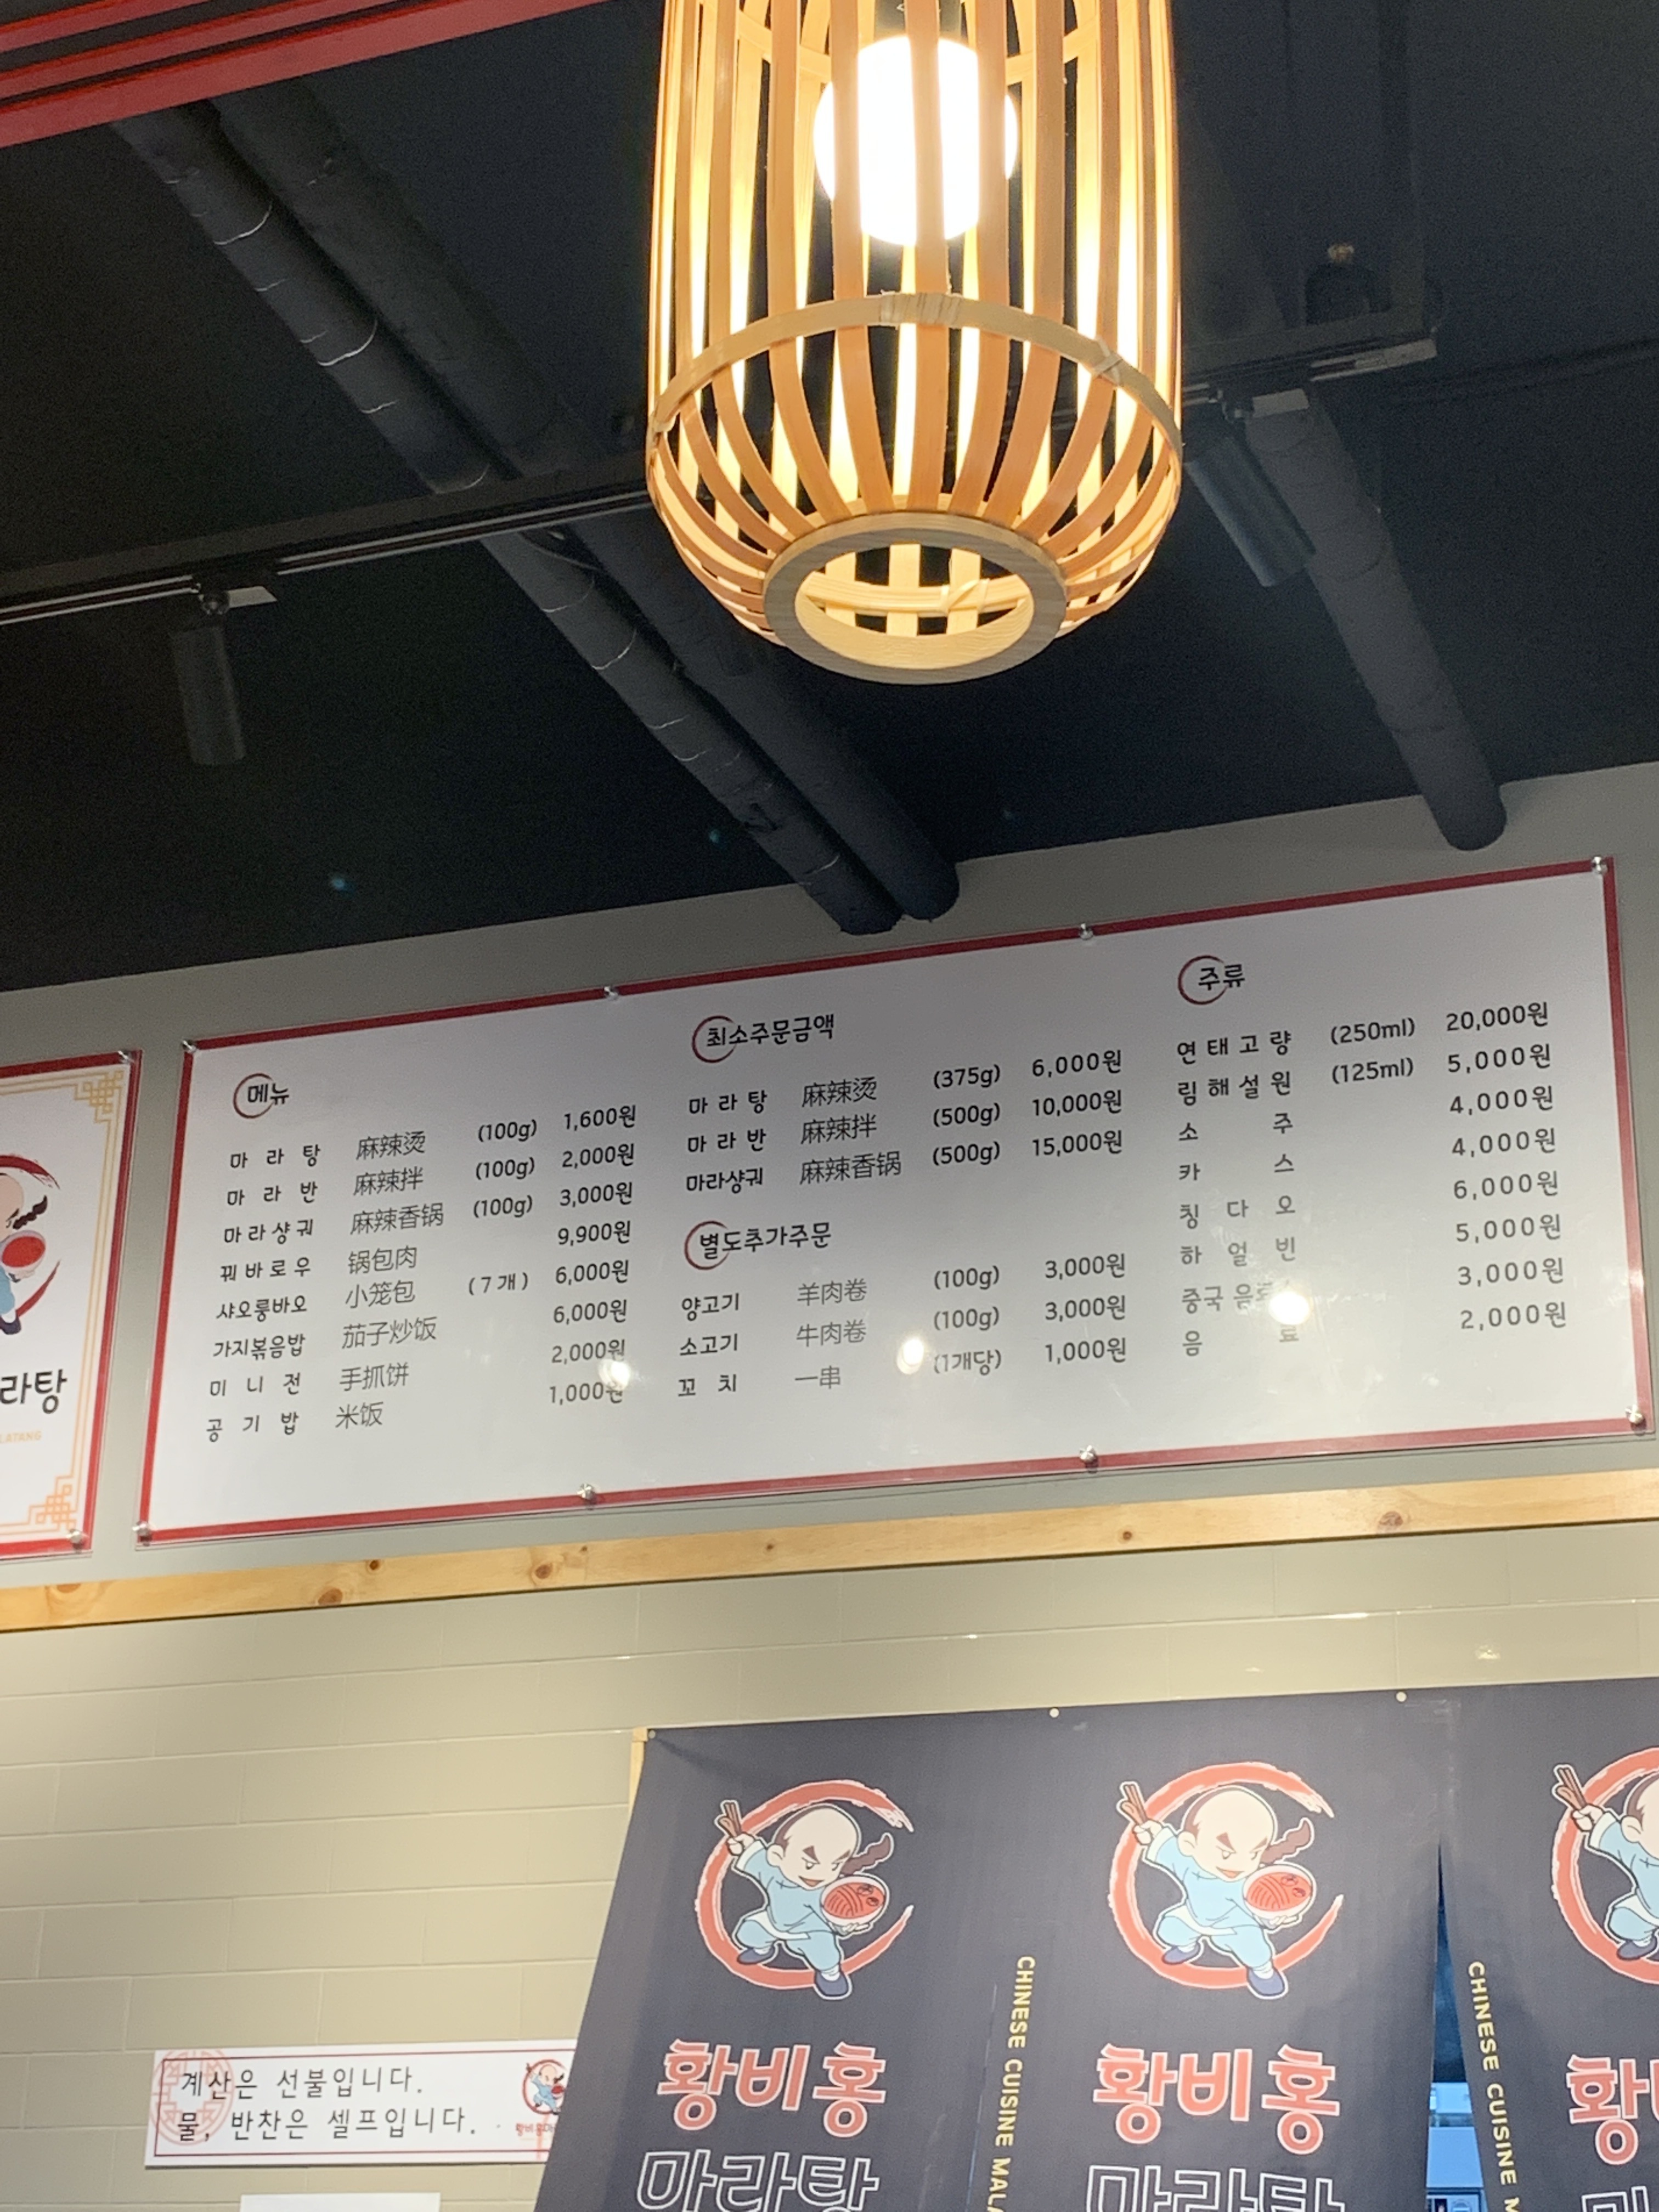 메뉴
마라탕 麻辣烫 (100g) 1,600원
마라반 麻辣拌 (100g) 2,000원
마라샹궈 麻辣香锅 (100g) 3,000원
꿔바로우 锅包肉 9,900원
샤오롱바오 小笼包 (7개) 6,000원
가지볶음밥 茄子炒饭 6,000원
미니전 手抓饼 2,000원
공기밥 米饭 1,000원
최소주문금액
마라탕 麻辣烫 (375g) 6,000원
마라반 麻辣拌 (500g) 10,000원
마라샹궈 麻辣香锅 (500g) 15,000원
별도추가주문
양고기 羊肉卷 (100g) 3,000원
소고기 牛肉卷 (100g) 3,000원
꼬치 一串 (1개당) 1,000원
주류
연태고량 (250ml) 20,000원
림해설원 (125ml) 5,000원
소주 4,000원
카스 4,000원
칭다오 6,000원
하얼빈 5,000원
중국 3,000원
음료 2,000원
라탕
LATANG
계산은 선불입니다.
물, 반찬은 셀프입니다.
황비홍
마라탕
CHINESE CUISINE
황비홍
마라탕
CHINESE CUISINE